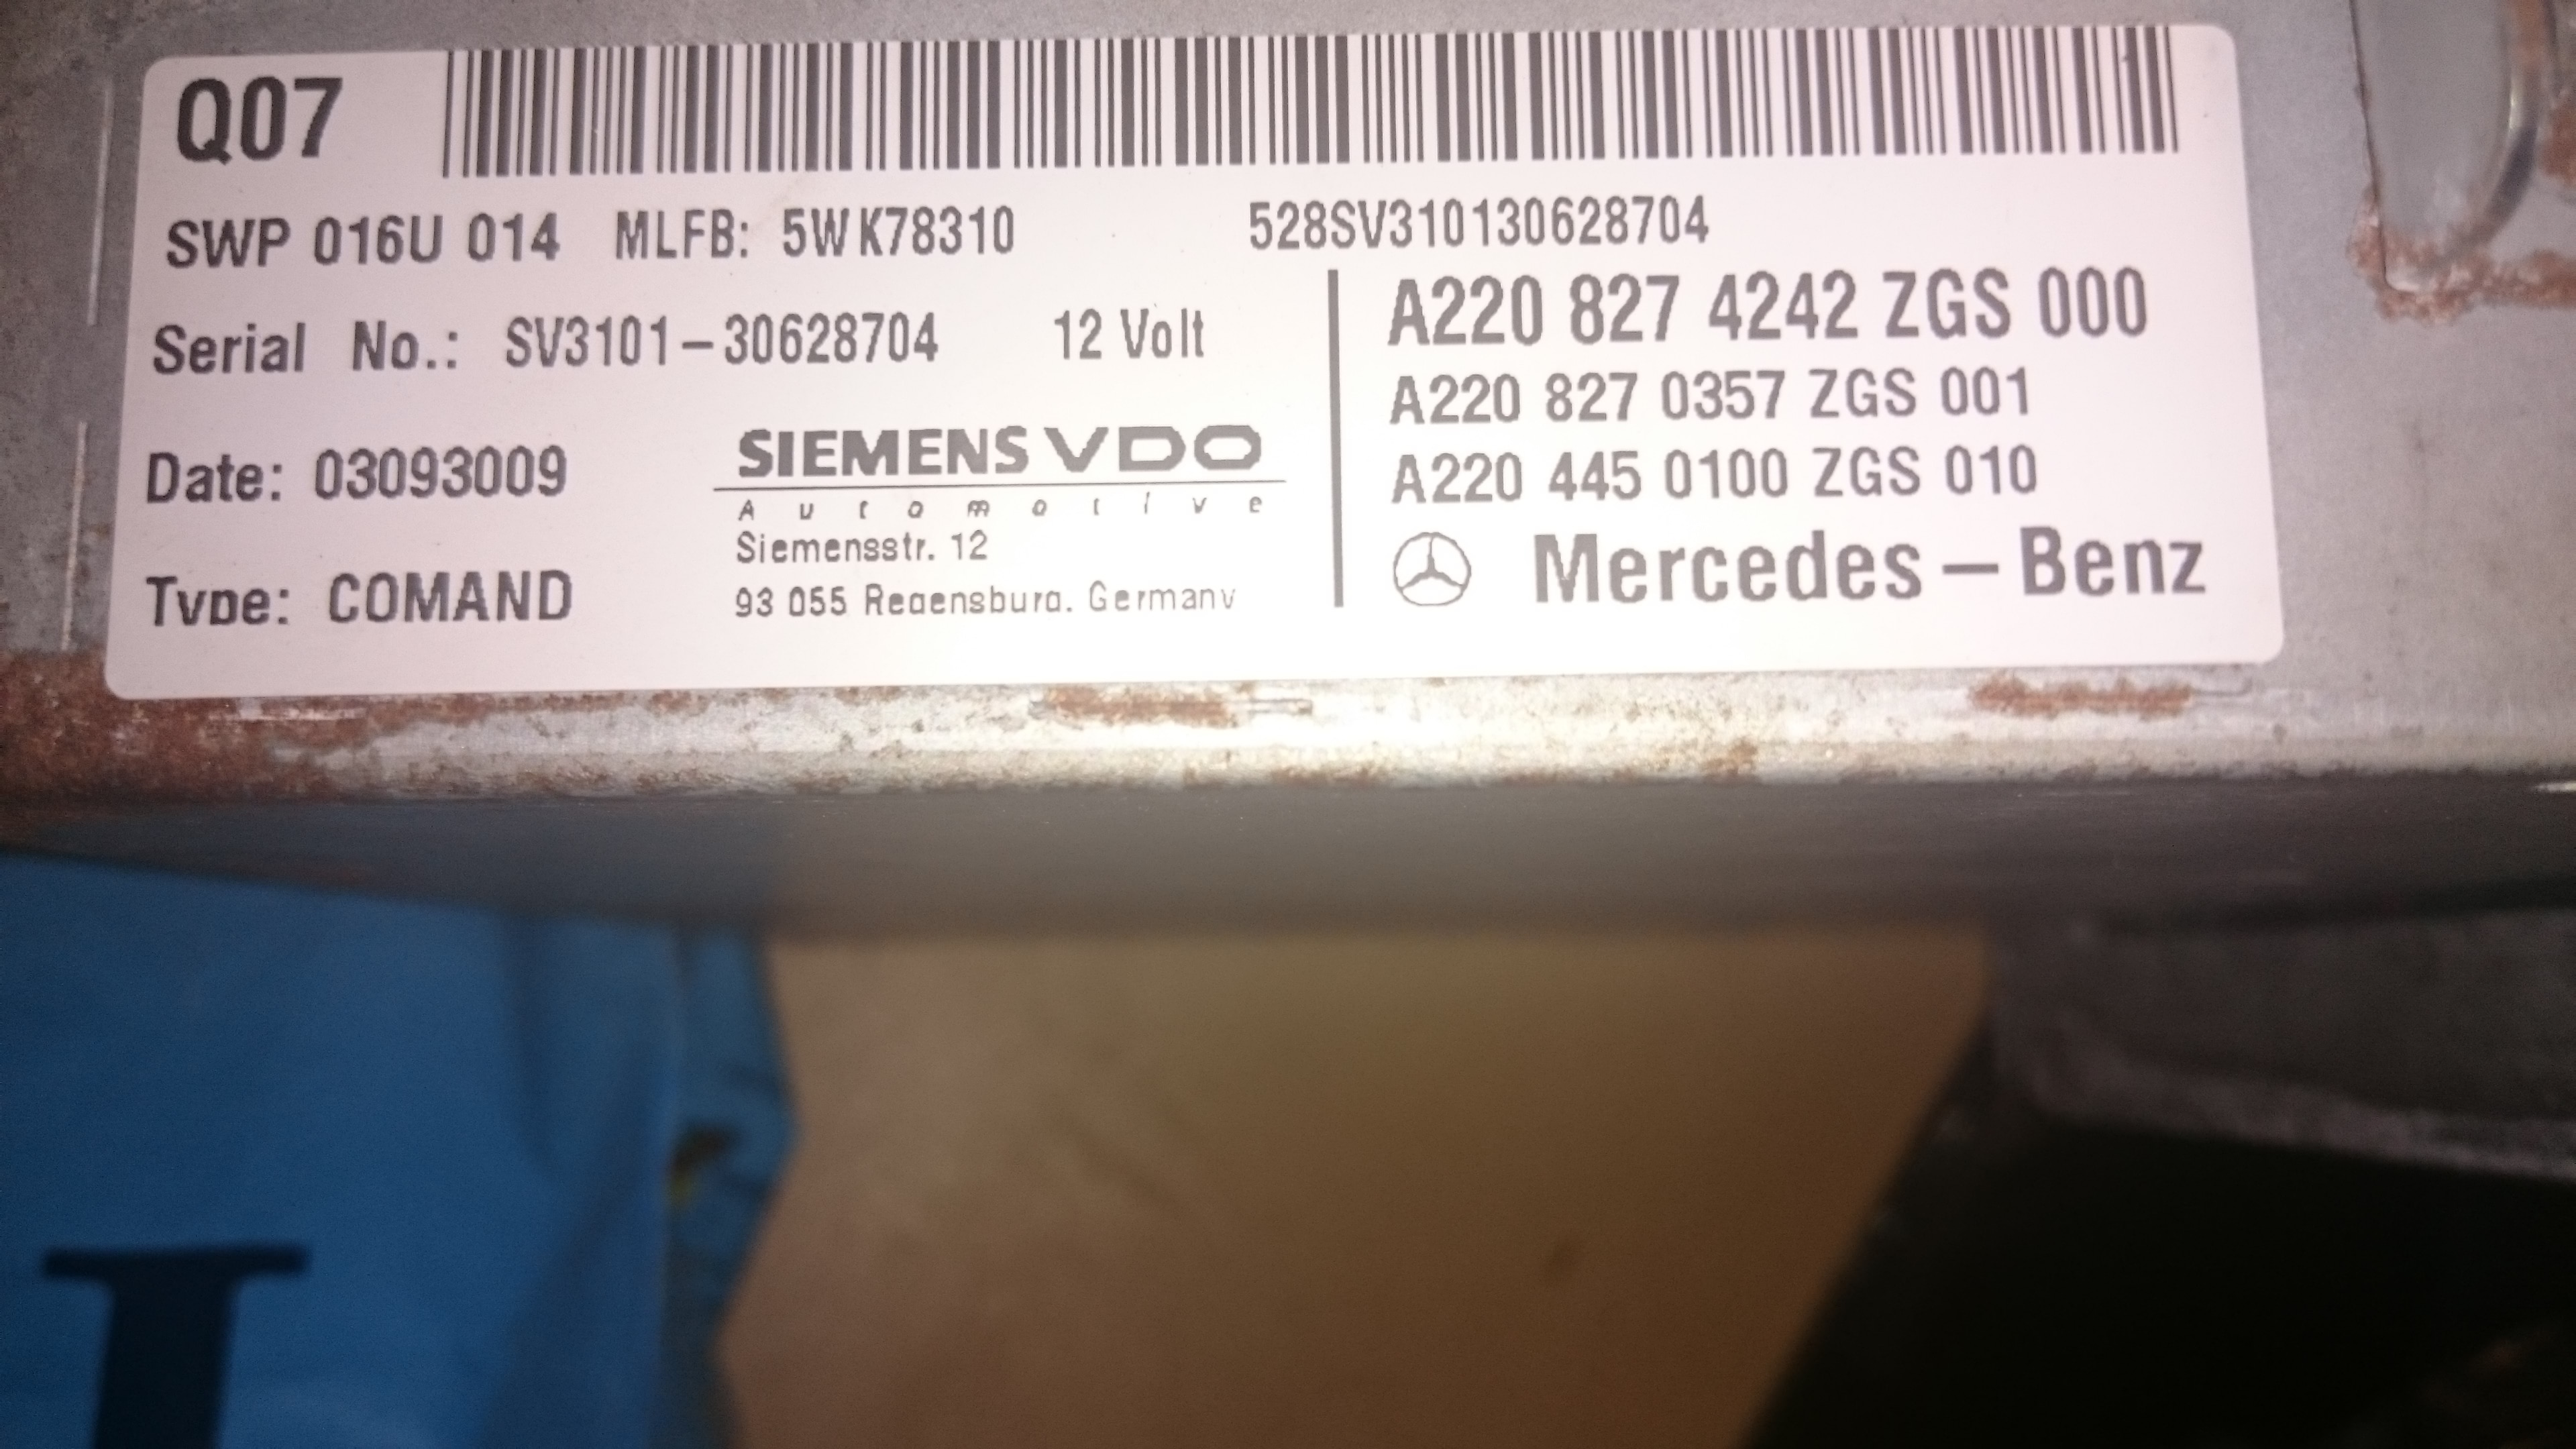 Q07
SWP 016U 014 MLFB: 5WK78310 528SV310130628704
Serial No.: SV3101-30628704 12 Volt
Date: 03093009
Type: COMAND
SIEMENS VDO
Automotive
Siemensstr. 12
93 055 Regensburg. Germany
A220 827 4242 ZGS 000
A220 827 0357 ZGS 001
A220 445 0100 ZGS 010
Mercedes-Benz
I